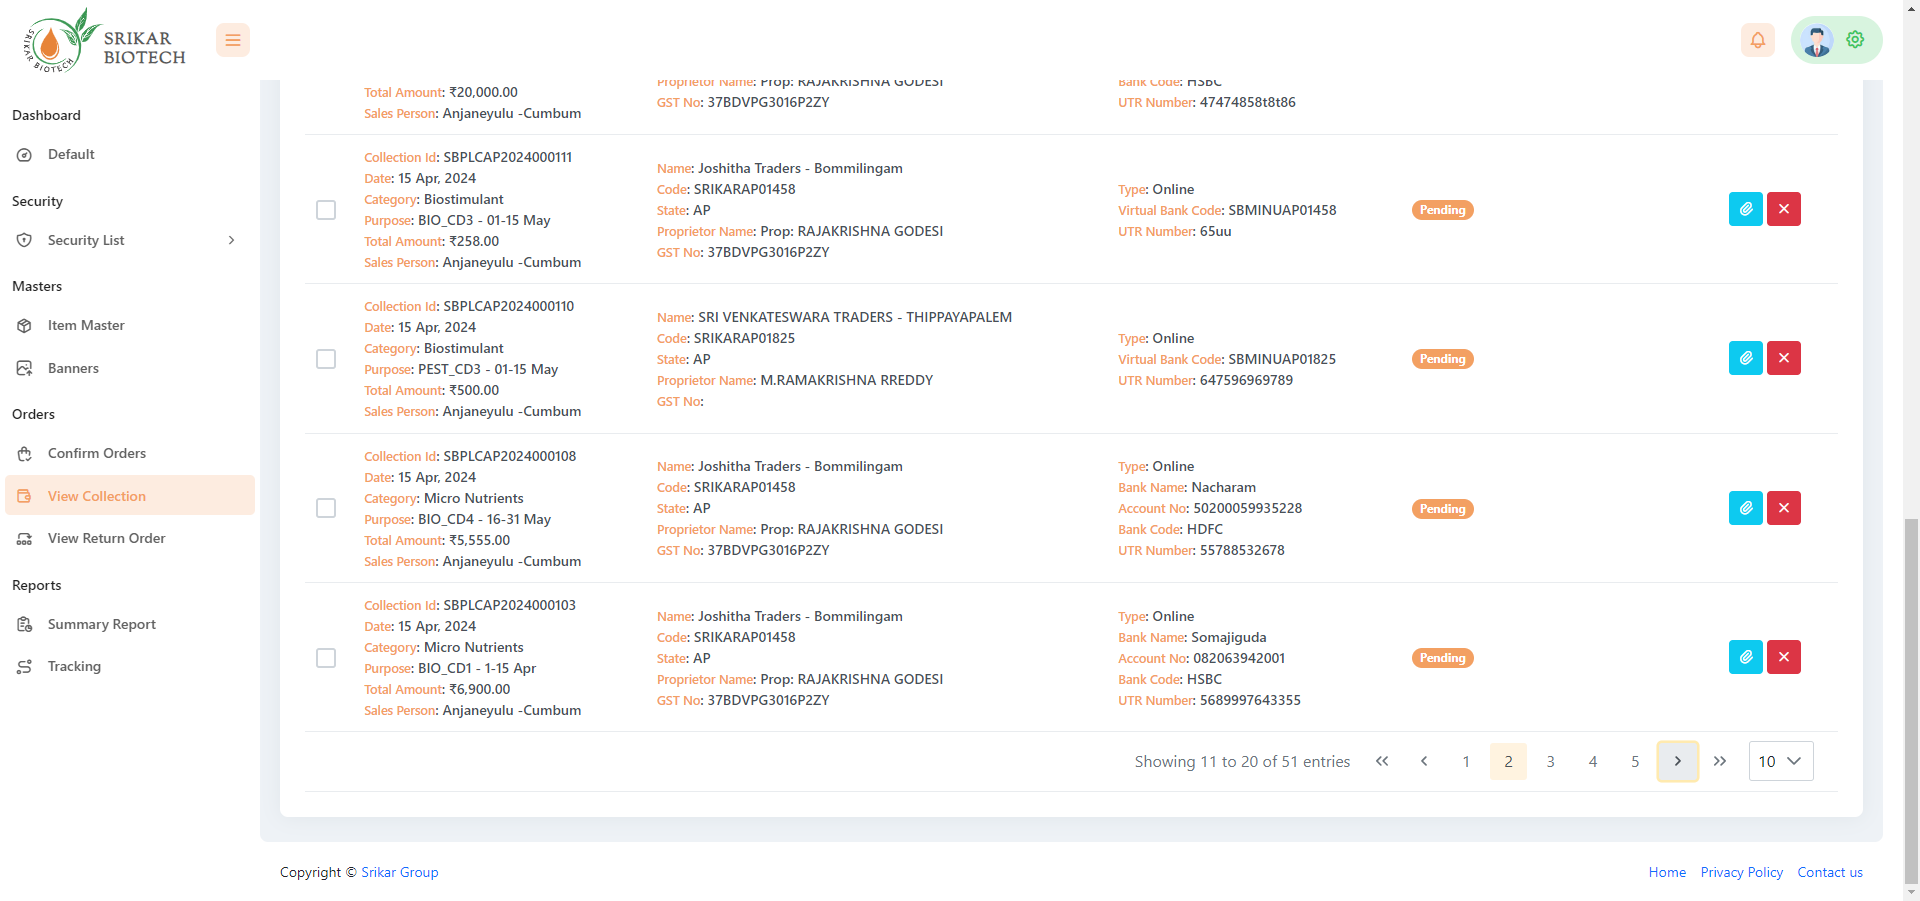 SRIKAR BIOTECH
SRIKAR
BIOTECH
Dashboard
Default
Security
Security List
Masters
Item Master
Banners
Orders
Confirm Orders
View Collection
View Return Order
Reports
Summary Report
Tracking
Total Amount: ₹20,000.00
Sales Person: Anjaneyulu -Cumbum
Proprietor Name: Prop: RAJAKRISHNA GODESI
GST No: 37BDVPG3016P2ZY
Bank Code: HSBC
UTR Number: 47474858t8t86
Collection Id: SBPLCAP2024000111
Date: 15 Apr, 2024
Category: Biostimulant
Purpose: BIO_CD3 - 01-15 May
Total Amount: ₹258.00
Sales Person: Anjaneyulu -Cumbum
Name: Joshitha Traders - Bommilingam
Code: SRIKARAP01458
State: AP
Proprietor Name: Prop: RAJAKRISHNA GODESI
GST No: 37BDVPG3016P2ZY
Type: Online
Virtual Bank Code: SBMINUAP01458
UTR Number: 65uu
Pending
Collection Id: SBPLCAP2024000110
Date: 15 Apr, 2024
Category: Biostimulant
Purpose: PEST_CD3 - 01-15 May
Total Amount: ₹500.00
Sales Person: Anjaneyulu -Cumbum
Name: SRI VENKATESWARA TRADERS - THIPPAYAPALEM
Code: SRIKARAP01825
State: AP
Proprietor Name: M.RAMAKRISHNA RREDDY
GST No:
Type: Online
Virtual Bank Code: SBMINUAP01825
UTR Number: 647596969789
Pending
Collection Id: SBPLCAP2024000108
Date: 15 Apr, 2024
Category: Micro Nutrients
Purpose: BIO_CD4 - 16-31 May
Total Amount: ₹5,555.00
Sales Person: Anjaneyulu -Cumbum
Name: Joshitha Traders - Bommilingam
Code: SRIKARAP01458
State: AP
Proprietor Name: Prop: RAJAKRISHNA GODESI
GST No: 37BDVPG3016P2ZY
Type: Online
Bank Name: Nacharam
Account No: 50200059935228
Bank Code: HDFC
UTR Number: 55788532678
Pending
Collection Id: SBPLCAP2024000103
Date: 15 Apr, 2024
Category: Micro Nutrients
Purpose: BIO_CD1 - 1-15 Apr
Total Amount: ₹6,900.00
Sales Person: Anjaneyulu -Cumbum
Name: Joshitha Traders - Bommilingam
Code: SRIKARAP01458
State: AP
Proprietor Name: Prop: RAJAKRISHNA GODESI
GST No: 37BDVPG3016P2ZY
Type: Online
Bank Name: Somajiguda
Account No: 082063942001
Bank Code: HSBC
UTR Number: 5689997643355
Pending
Showing 11 to 20 of 51 entries « ‹ 1 2 3 4 5 › » 10
Copyright © Srikar Group
Home Privacy Policy Contact us